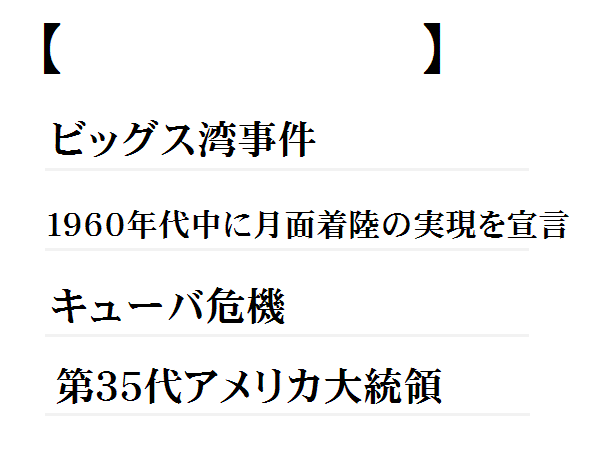 【 】
ビッグス湾事件
1960年代中に月面着陸の実現を宣言
キューバ危機
第35代アメリカ大統領